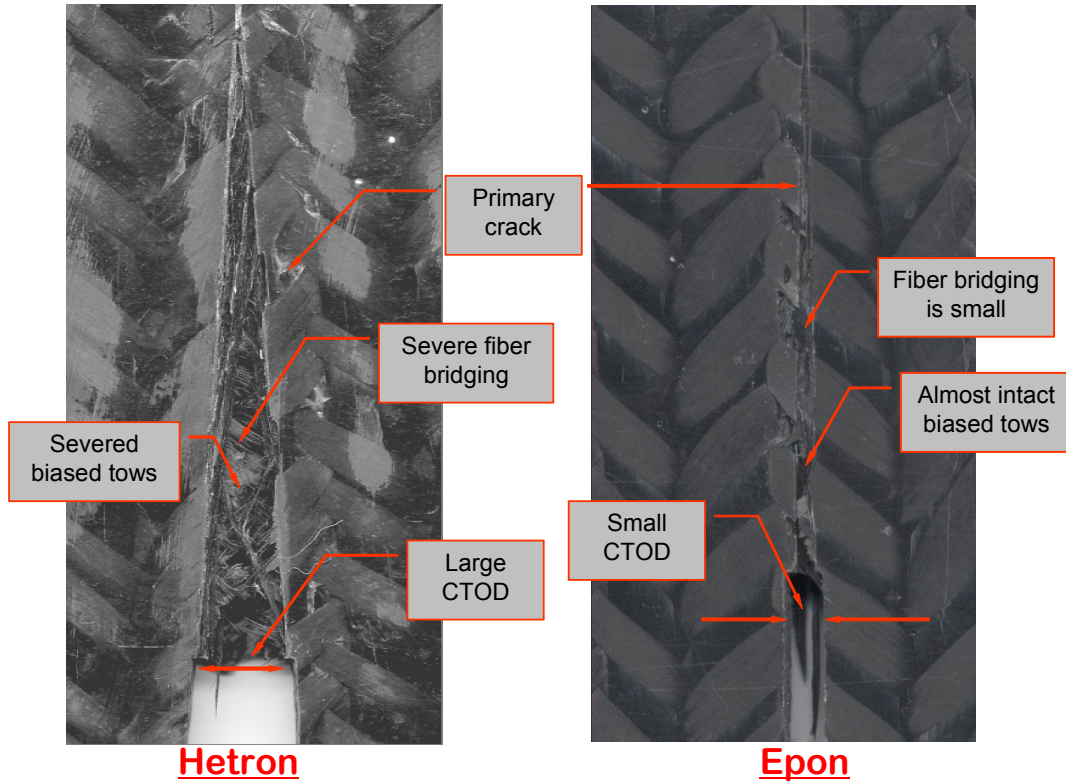 Primary
crack
Fiber bridging
is small
Severe fiber
bridging
Almost intact
biased tows
Severed
biased tows
Small
CTOD
Large
CTOD
Hetron
Epon